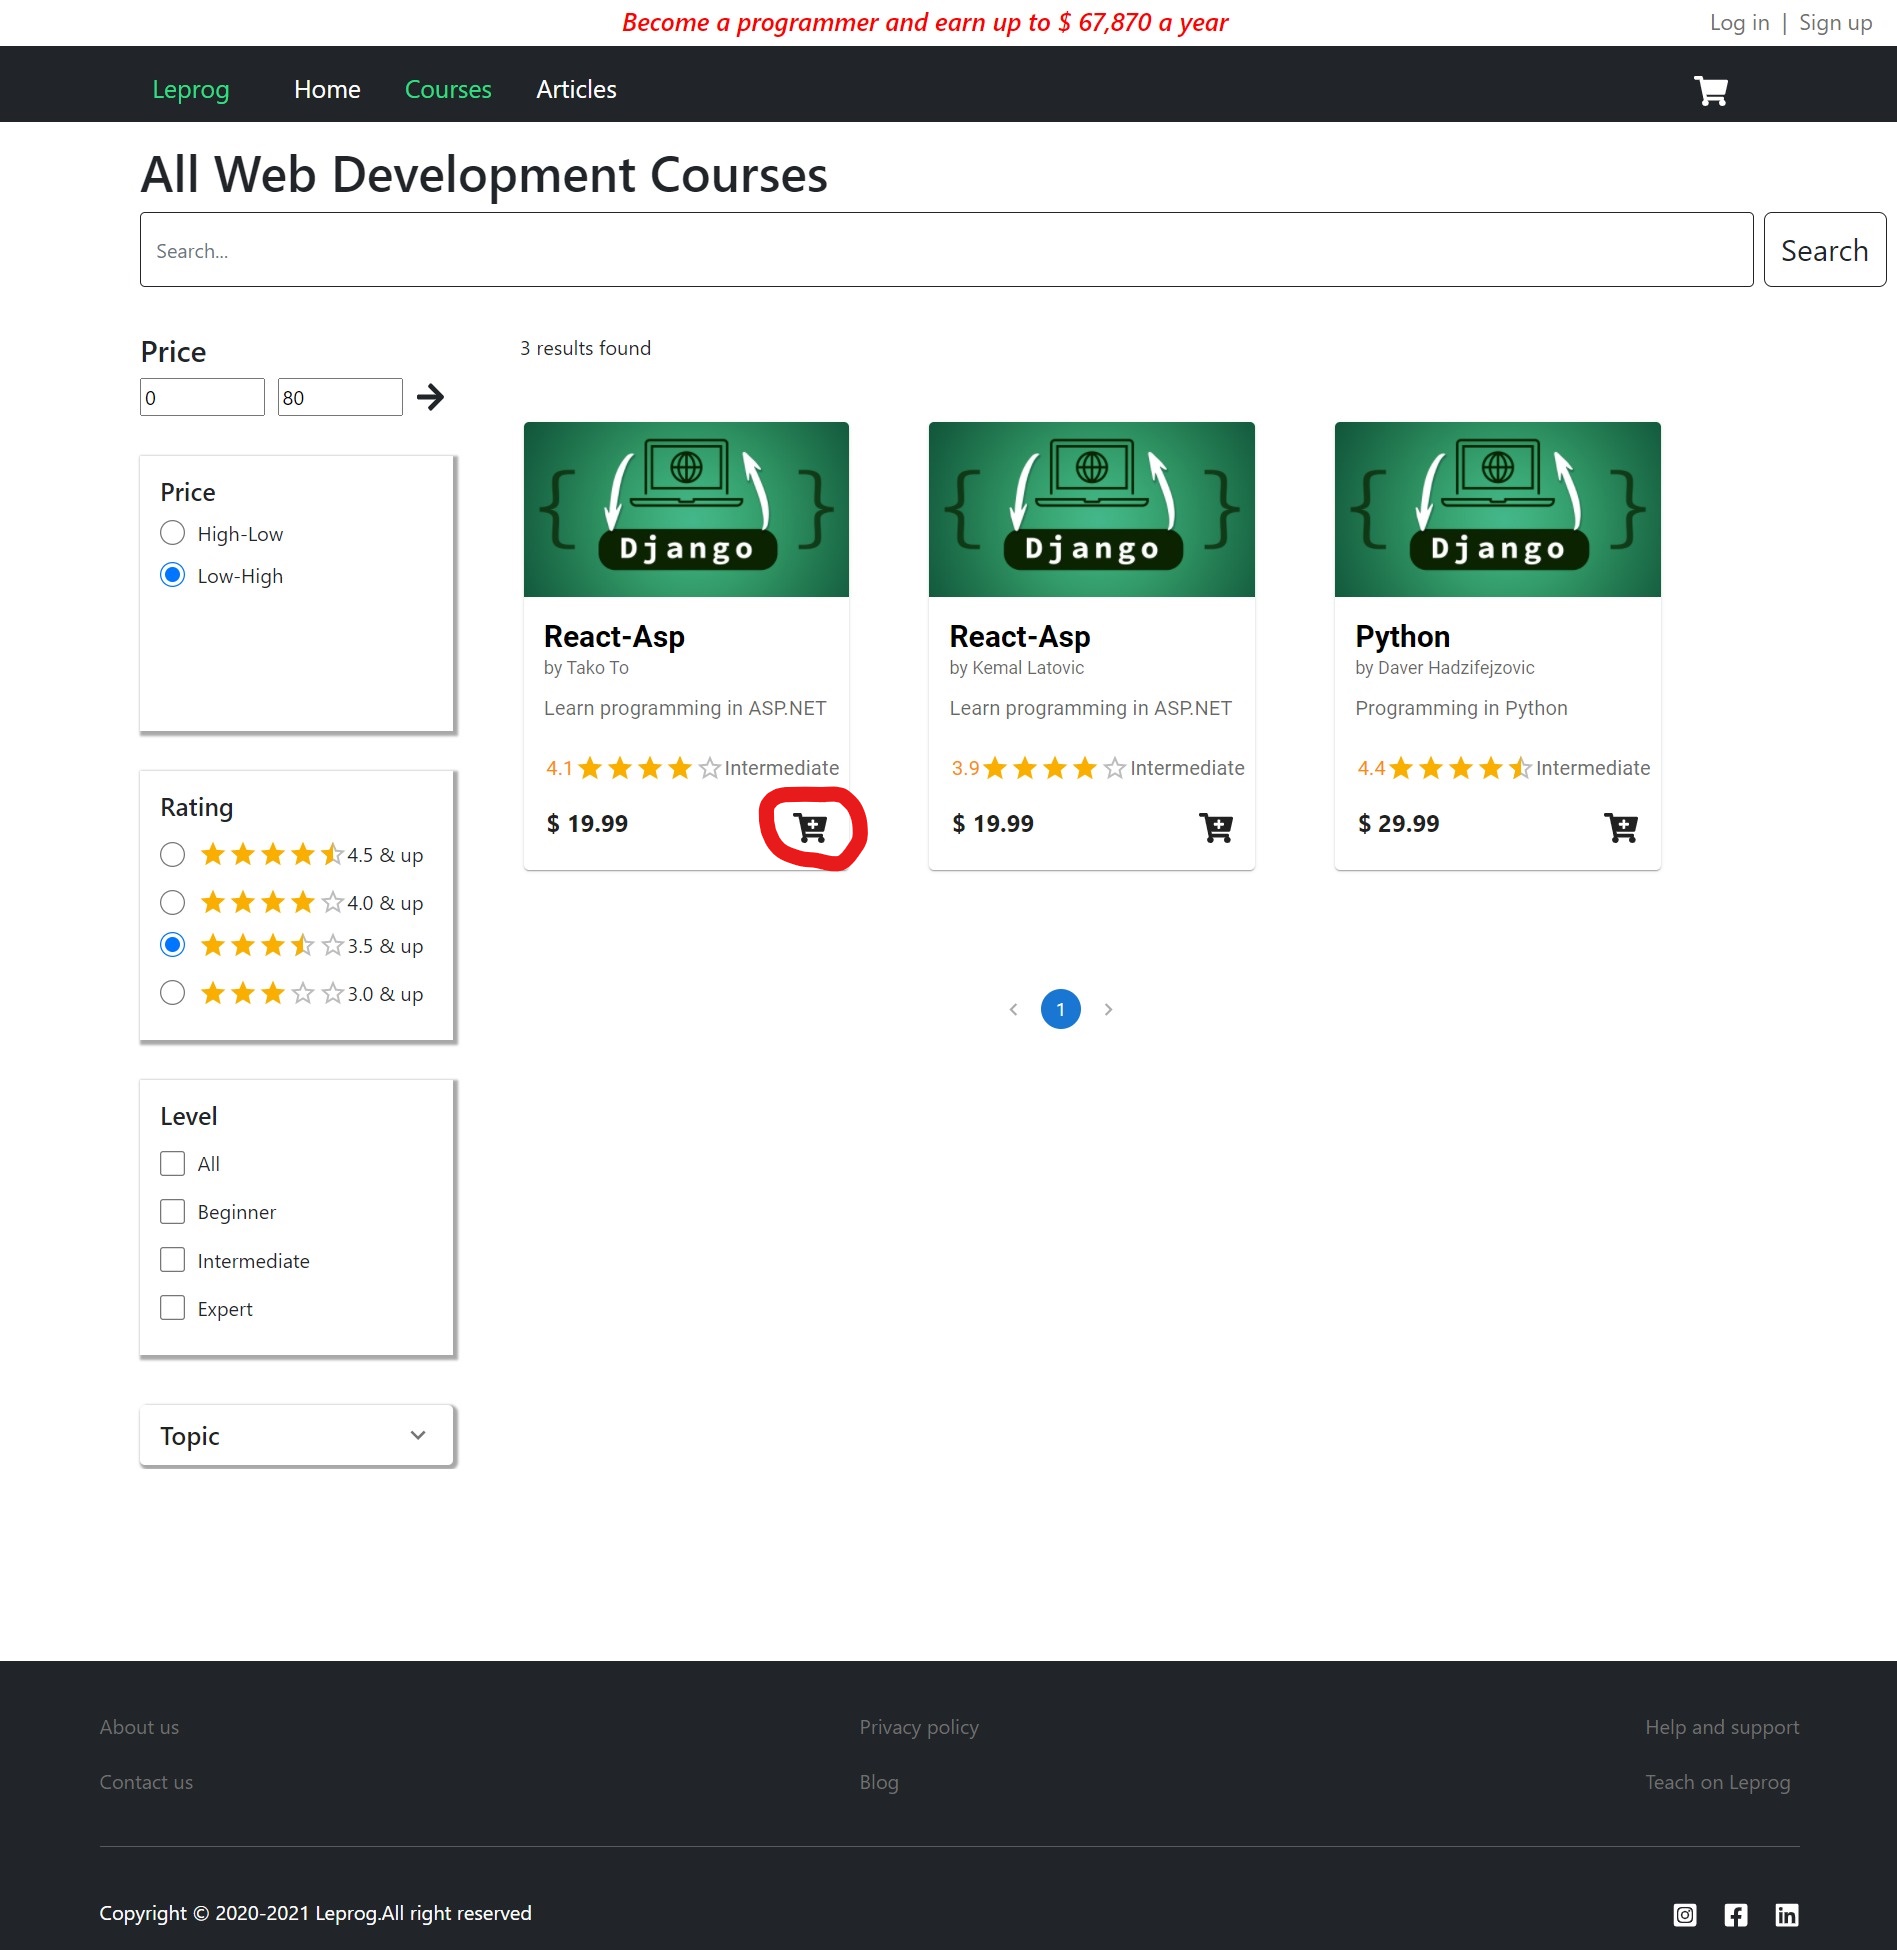 Become a programmer and earn up to $ 67,870 a year
Log in | Sign up
Leprog Home Courses Articles
All Web Development Courses
Search...
Search
Price
0 80
3 results found
Price
High-Low
Low-High
Rating
4.5 & up
4.0 & up
3.5 & up
3.0 & up
Level
All
Beginner
Intermediate
Expert
Topic
Django
React-Asp
by Tako To
Learn programming in ASP.NET
4.1 Intermediate
$ 19.99
Django
React-Asp
by Kemal Latovic
Learn programming in ASP.NET
3.9 Intermediate
$ 19.99
Django
Python
by Daver Hadzifejzovic
Programming in Python
4.4 Intermediate
$ 29.99
1
About us
Contact us
Privacy policy
Blog
Help and support
Teach on Leprog
Copyright © 2020-2021 Leprog.All right reserved